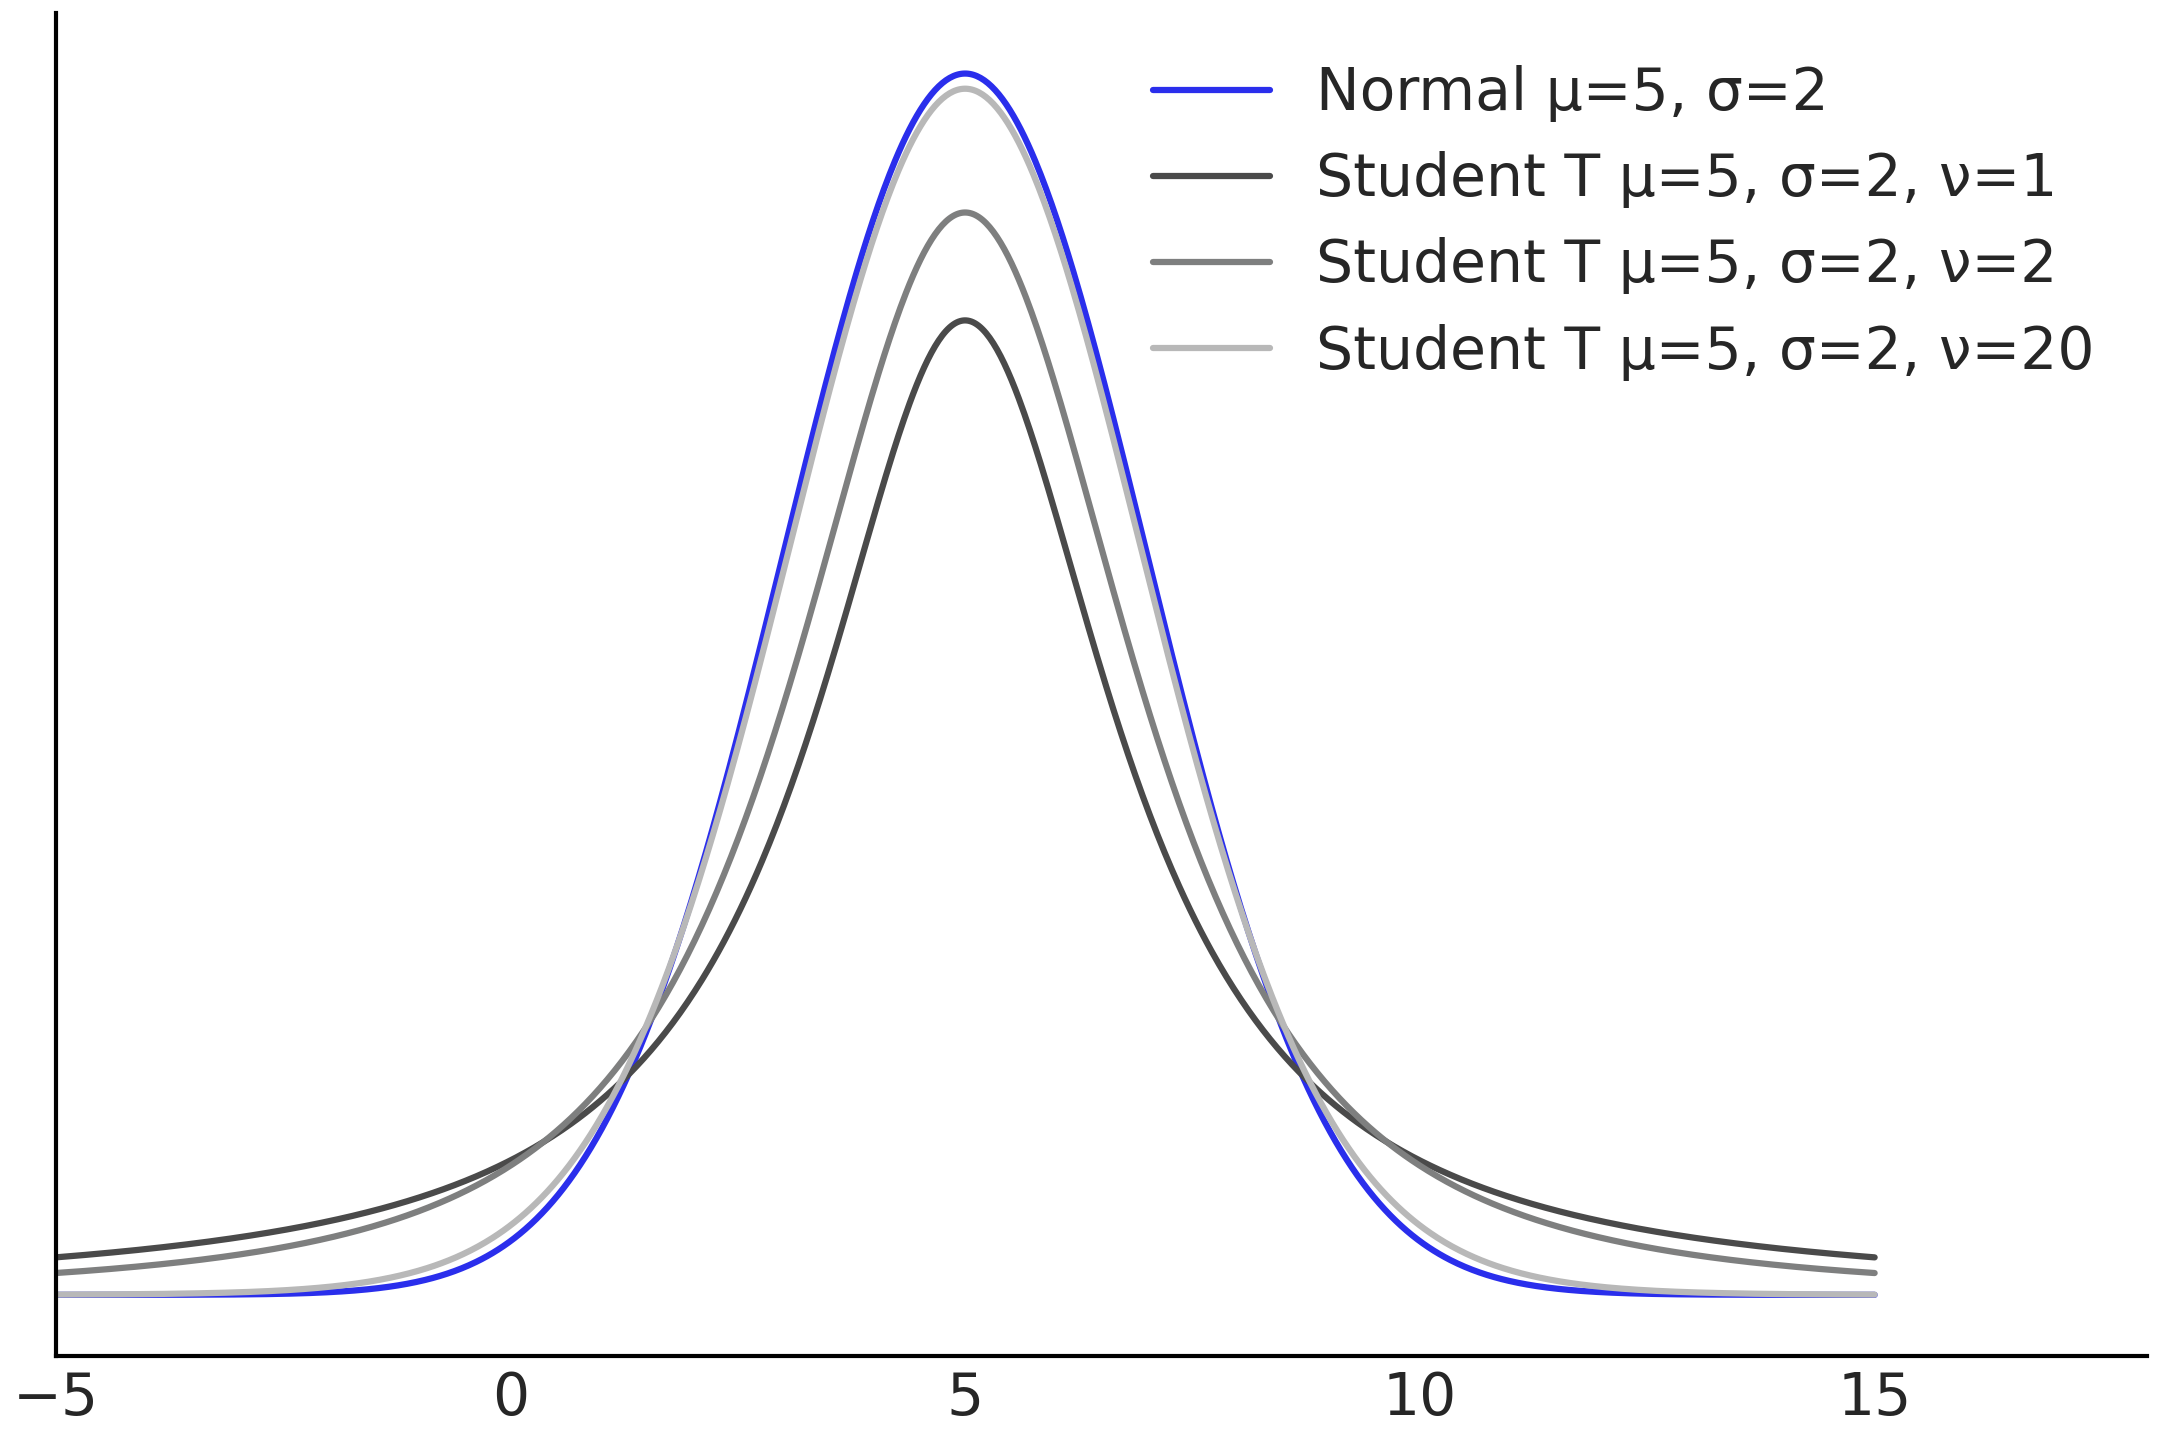 Normal μ=5, σ=2
Student T μ=5, σ=2, ν=1
Student T μ=5, σ=2, ν=2
Student T μ=5, σ=2, ν=20
−5 0 5 10 15